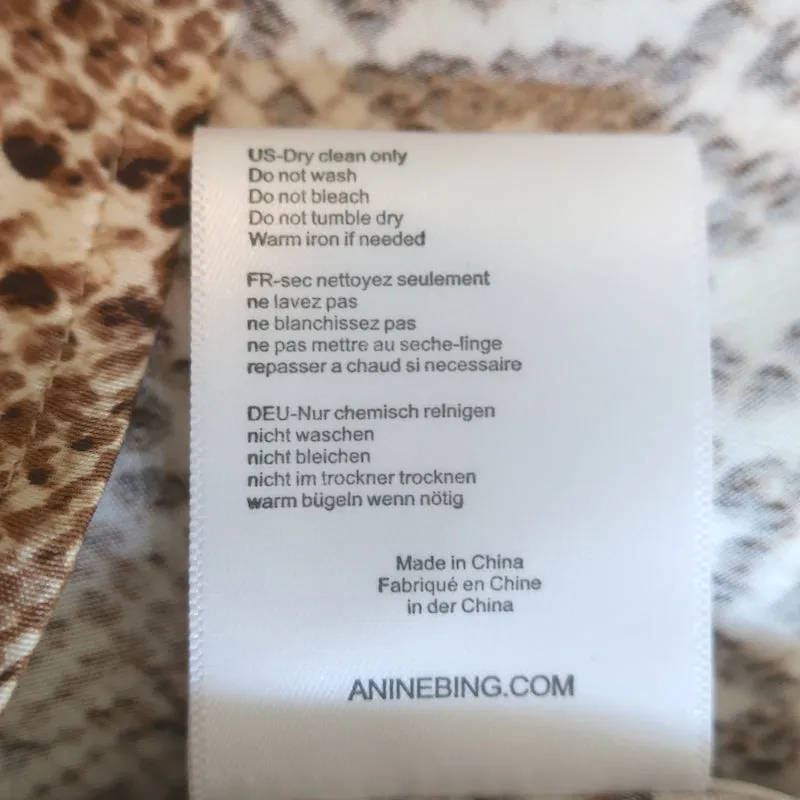 US-Dry clean only
Do not wash
Do not bleach
Do not tumble dry
Warm iron if needed
FR-sec nettoyez seulement
ne lavez pas
ne blanchissez pas
ne pas mettre au seche-linge
repasser a chaud si necessaire
DEU-Nur chemisch relnigen
nicht waschen
nicht bleichen
nicht im trockner trocknen
warm bügeln wenn nötig
Made in China
Fabriqué en Chine
in der China
ANINEBING.COM